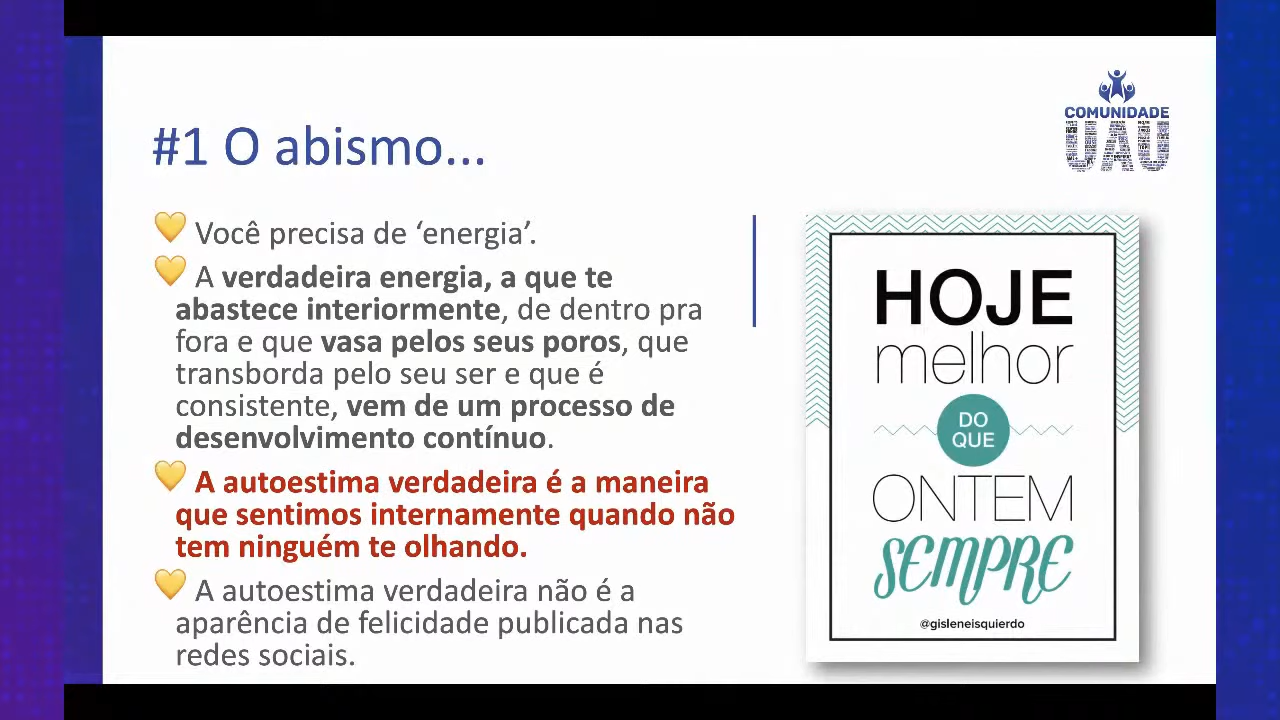 #1 O abismo...
COMUNIDADE
💛 Você precisa de ‘energia’.
💛 A verdadeira energia, a que te
abastece interiormente, de dentro pra
fora e que vasa pelos seus poros, que
transborda pelo seu ser e que é
consistente, vem de um processo de
desenvolvimento contínuo.
💛 A autoestima verdadeira é a maneira
que sentimos internamente quando não
tem ninguém te olhando.
💛 A autoestima verdadeira não é a
aparência de felicidade publicada nas
redes sociais.
HOJE
melhor
DO
QUE
ONTEM
SEMPRE
@gisleneisquierdo